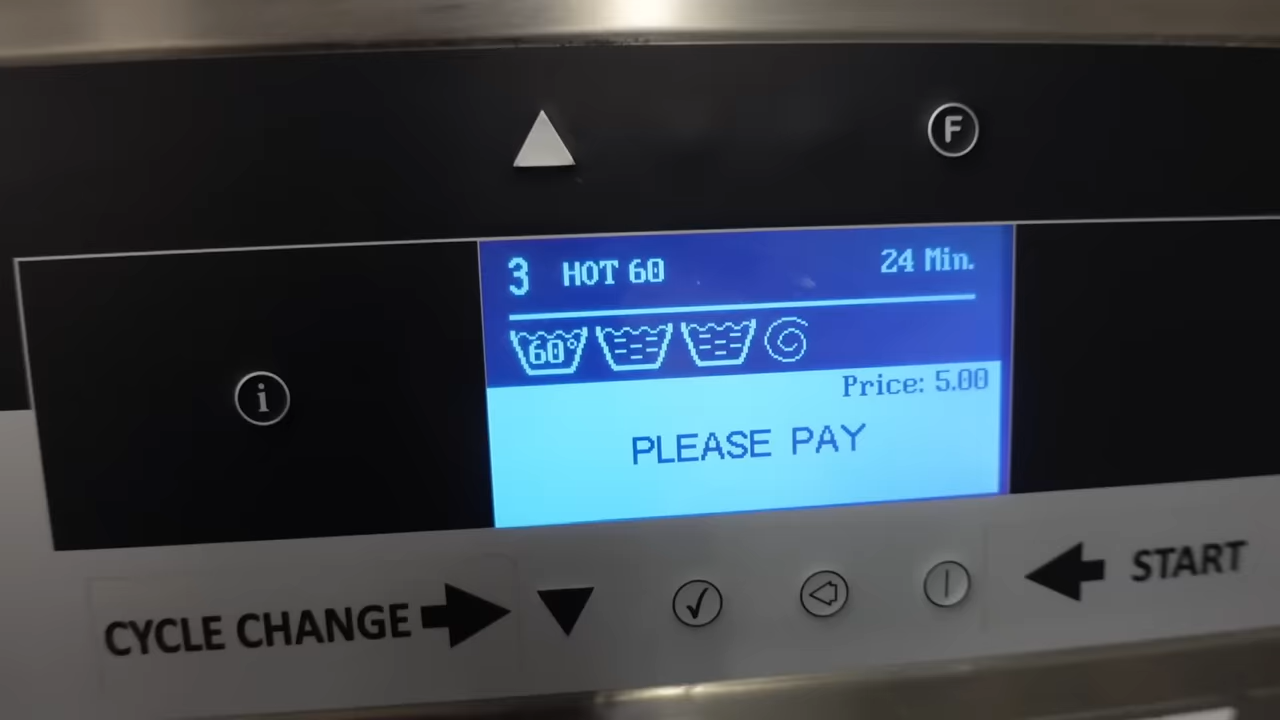 F
3 HOT 60 24 Min.
60°
Price: 5.00
i
PLEASE PAY
CYCLE CHANGE
START